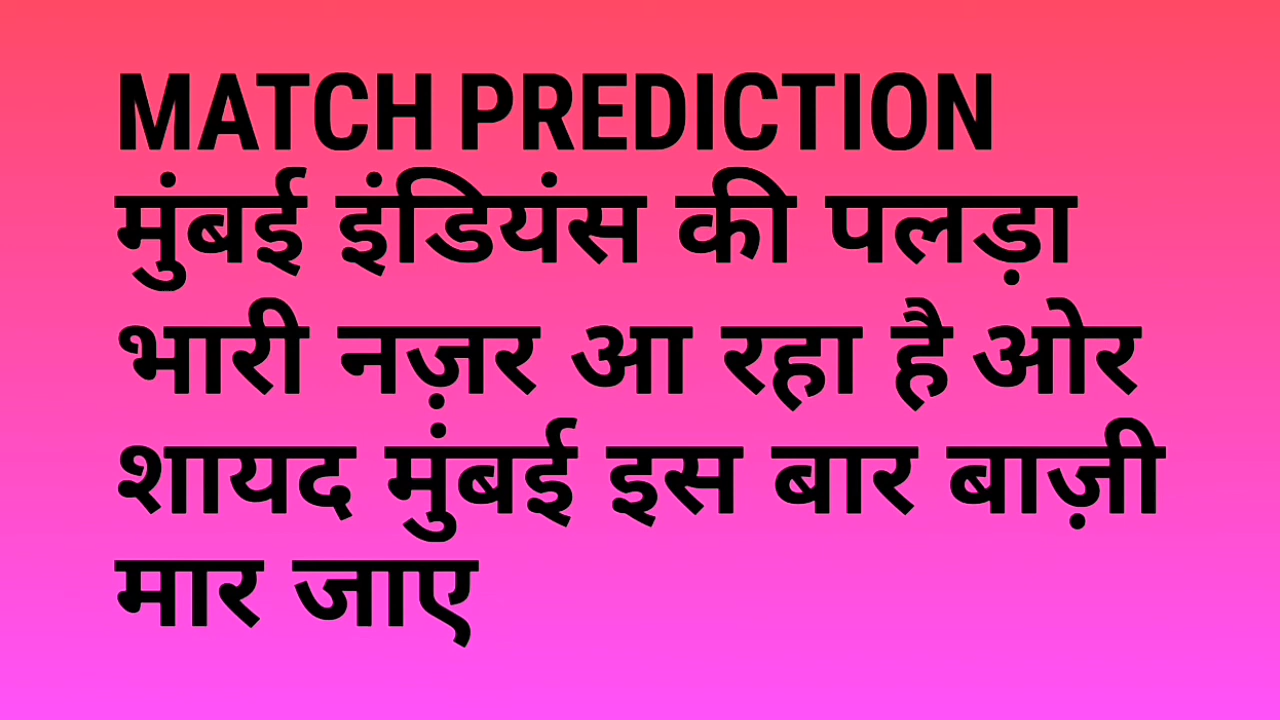 MATCH PREDICTION
मुंबई इंडियंस की पलड़ा
भारी नज़र आ रहा है ओर
शायद मुंबई इस बार बाज़ी
मार जाए